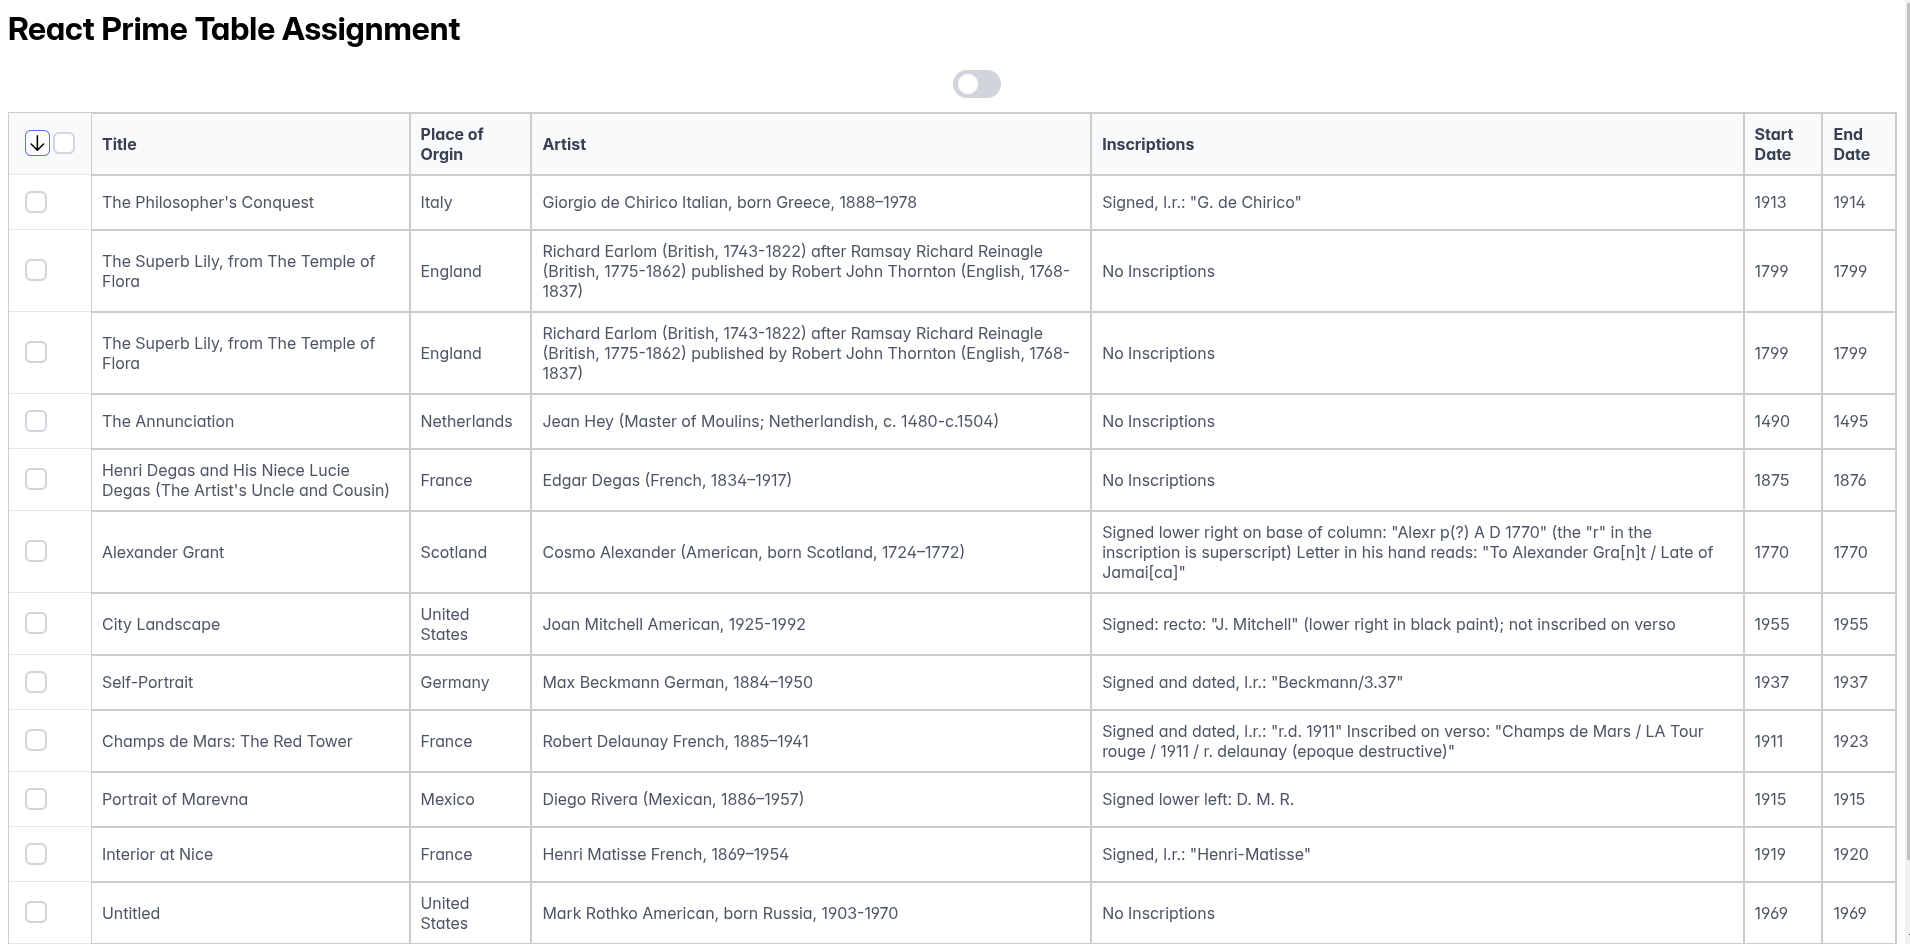 React Prime Table Assignment
Title
Place of
Orgin
Artist
Inscriptions
Start
Date
End
Date
The Philosopher's Conquest
Italy
Giorgio de Chirico Italian, born Greece, 1888–1978
Signed, l.r.: "G. de Chirico"
1913
1914
The Superb Lily, from The Temple of
Flora
England
Richard Earlom (British, 1743-1822) after Ramsay Richard Reinagle
(British, 1775-1862) published by Robert John Thornton (English, 1768-
1837)
No Inscriptions
1799
1799
The Superb Lily, from The Temple of
Flora
England
Richard Earlom (British, 1743-1822) after Ramsay Richard Reinagle
(British, 1775-1862) published by Robert John Thornton (English, 1768-
1837)
No Inscriptions
1799
1799
The Annunciation
Netherlands
Jean Hey (Master of Moulins; Netherlandish, c. 1480-c.1504)
No Inscriptions
1490
1495
Henri Degas and His Niece Lucie
Degas (The Artist's Uncle and Cousin)
France
Edgar Degas (French, 1834–1917)
No Inscriptions
1875
1876
Alexander Grant
Scotland
Cosmo Alexander (American, born Scotland, 1724–1772)
Signed lower right on base of column: "Alexr p(?) A D 1770" (the "r" in the
inscription is superscript) Letter in his hand reads: "To Alexander Gra[n]t / Late of
Jamai[ca]"
1770
1770
City Landscape
United
States
Joan Mitchell American, 1925-1992
Signed: recto: "J. Mitchell" (lower right in black paint); not inscribed on verso
1955
1955
Self-Portrait
Germany
Max Beckmann German, 1884–1950
Signed and dated, l.r.: "Beckmann/3.37"
1937
1937
Champs de Mars: The Red Tower
France
Robert Delaunay French, 1885–1941
Signed and dated, l.r.: "r.d. 1911" Inscribed on verso: "Champs de Mars / LA Tour
rouge / 1911 / r. delaunay (epoque destructive)"
1911
1923
Portrait of Marevna
Mexico
Diego Rivera (Mexican, 1886–1957)
Signed lower left: D. M. R.
1915
1915
Interior at Nice
France
Henri Matisse French, 1869–1954
Signed, l.r.: "Henri-Matisse"
1919
1920
Untitled
United
States
Mark Rothko American, born Russia, 1903-1970
No Inscriptions
1969
1969